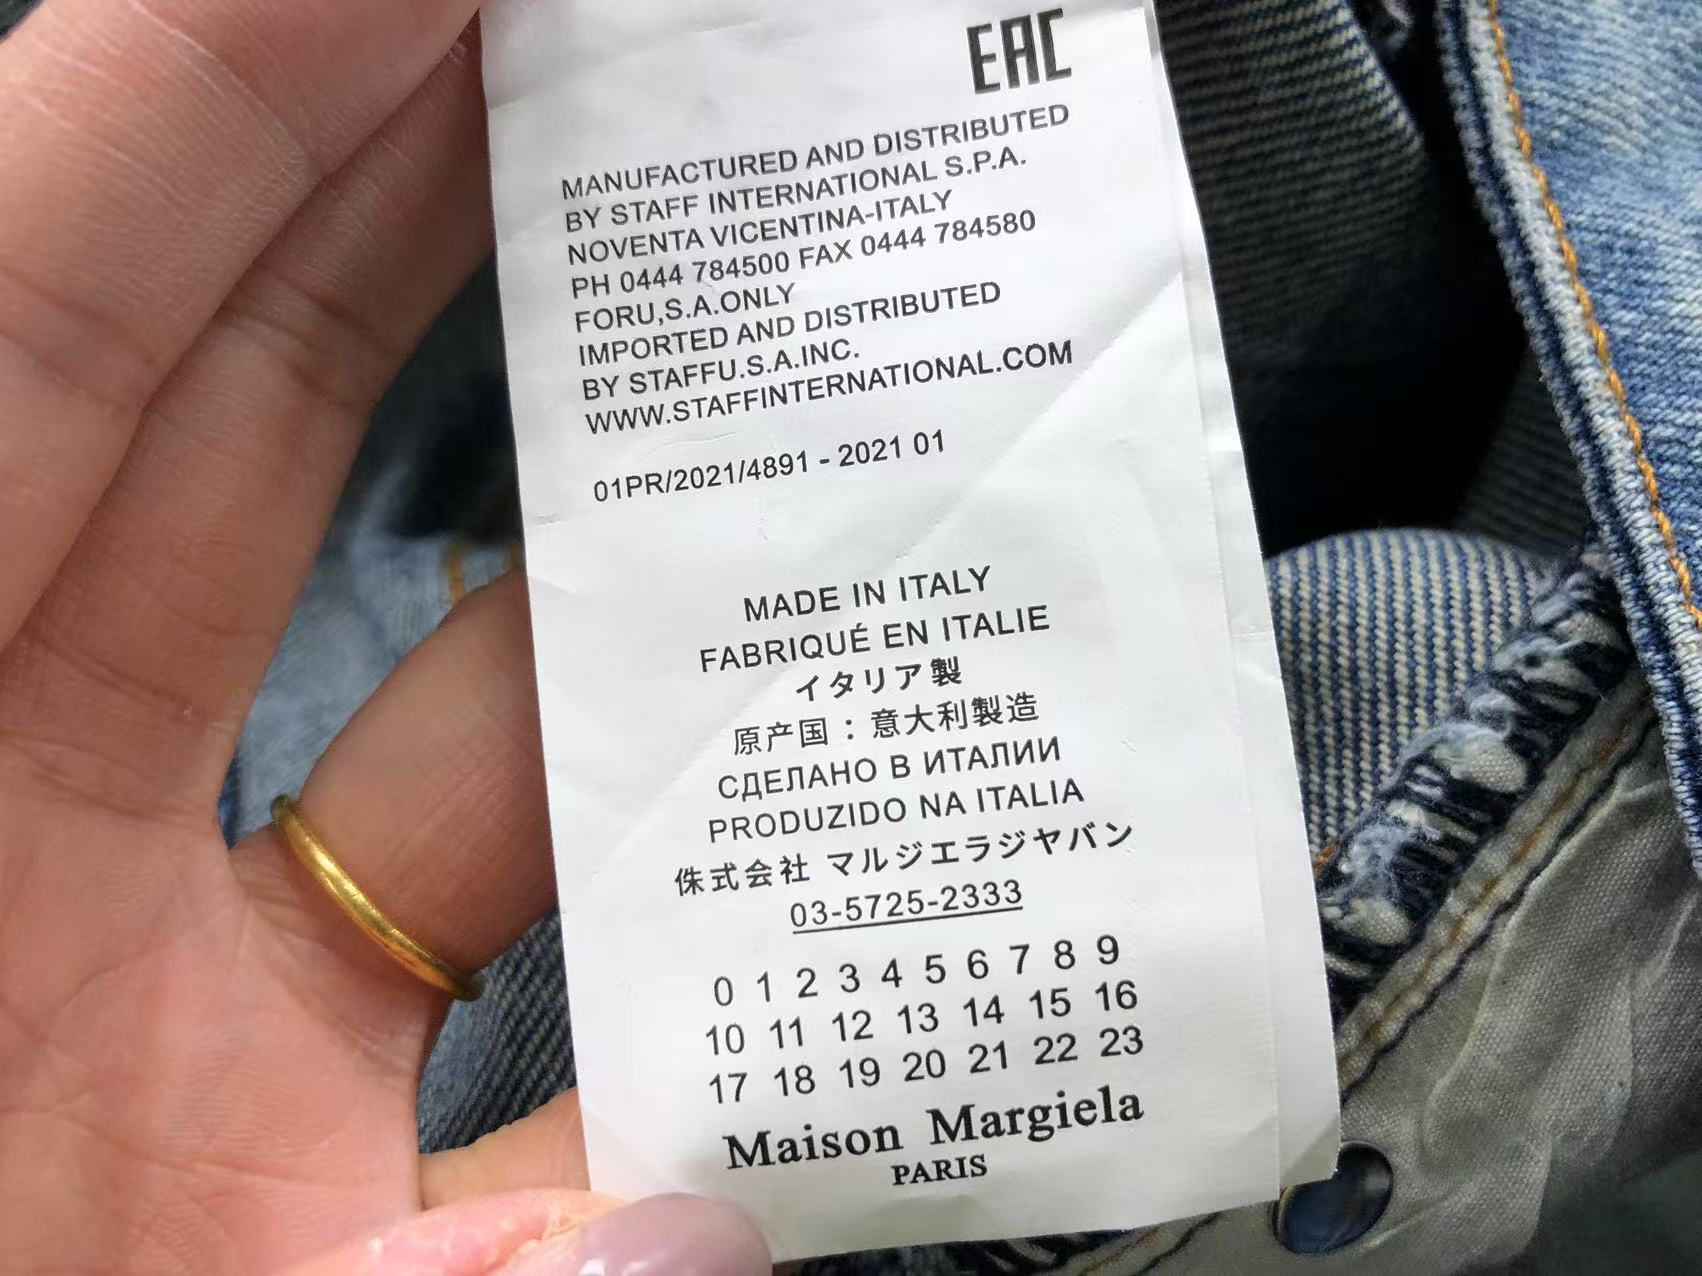 EAC
MANUFACTURED AND DISTRIBUTED
BY STAFF INTERNATIONAL S.P.A.
NOVENTA VICENTINA-ITALY
PH 0444 784500 FAX 0444 784580
FORU,S.A.ONLY
IMPORTED AND DISTRIBUTED
BY STAFFU.S.A.INC.
WWW.STAFFINTERNATIONAL.COM
01PR/2021/4891 - 2021 01
MADE IN ITALY
FABRIQUÉ EN ITALIE
イタリア製
原产国：意大利製造
СДЕЛАНО В ИТАЛИИ
PRODUZIDO NA ITALIA
侏式会社 マルジエラジヤバン
03-5725-2333
0 1 2 3 4 5 6 7 8 9
10 11 12 13 14 15 16
17 18 19 20 21 22 23
Maison Margiela
PARIS